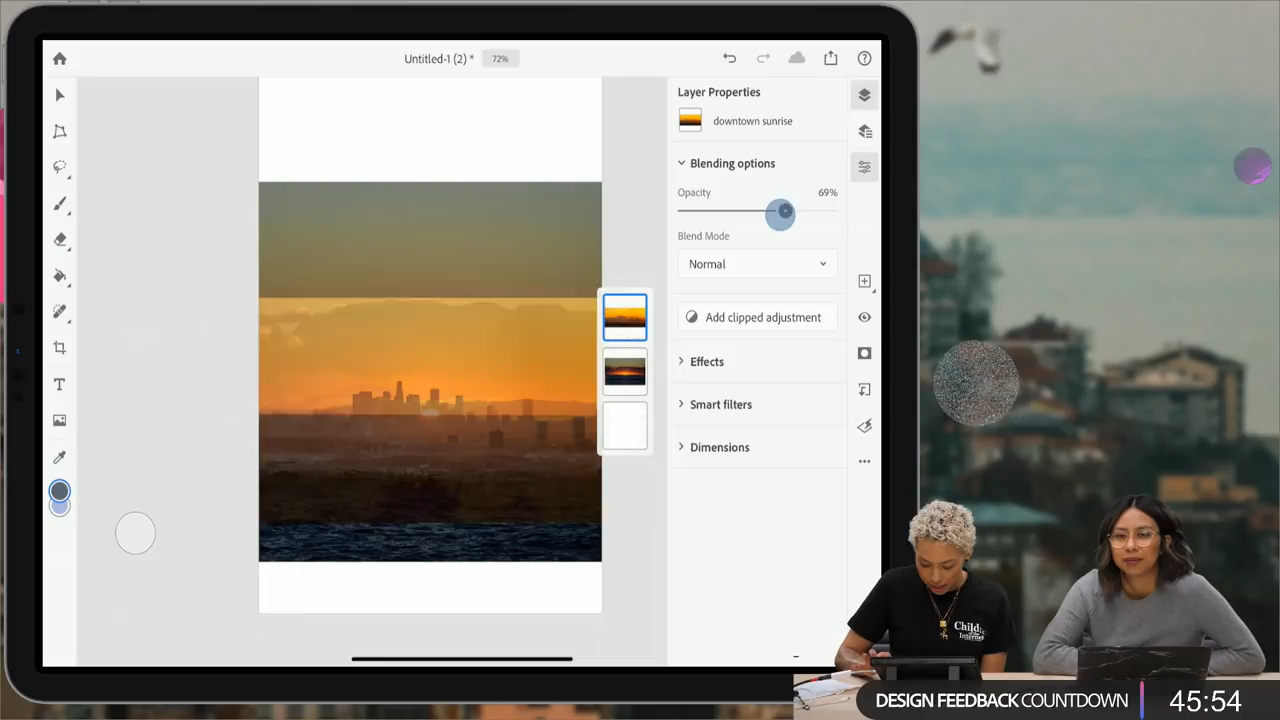 Untitled-1 (2) *
72%
Layer Properties
downtown sunrise
Blending options
Opacity
69%
Blend Mode
Normal
Add clipped adjustment
Effects
Smart filters
Dimensions
Internet
DESIGN FEEDBACK COUNTDOWN
45:54